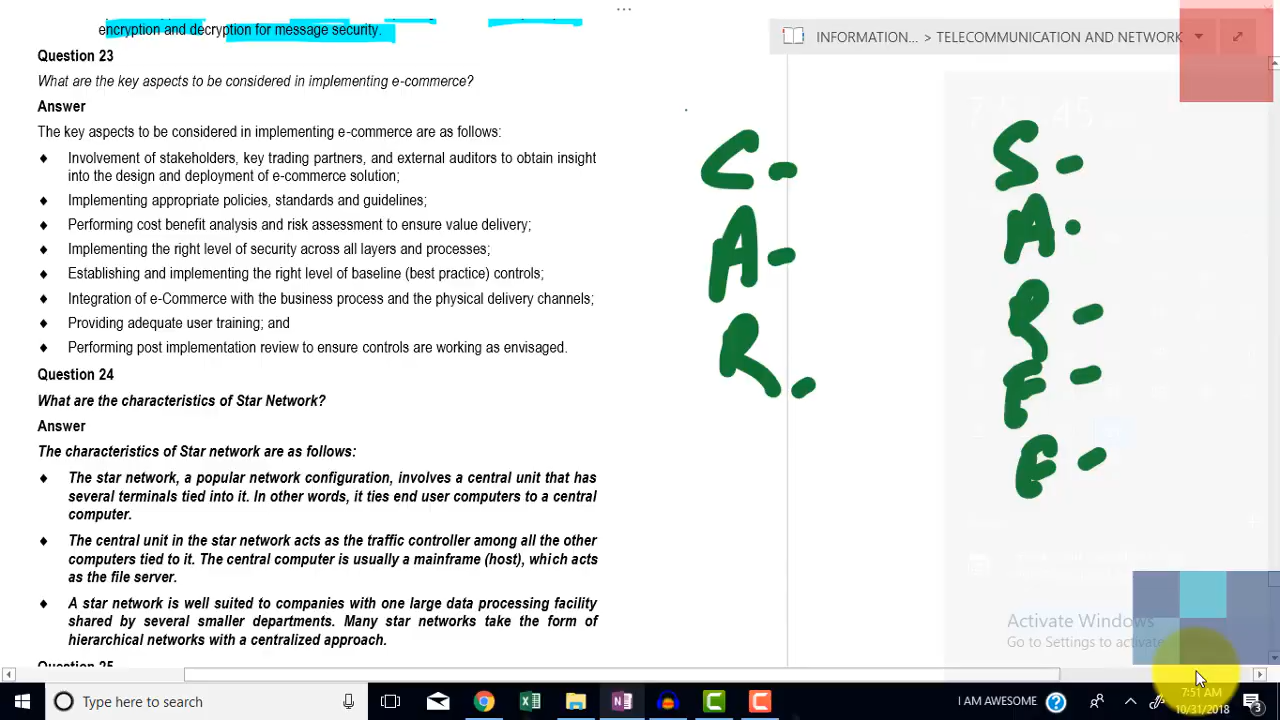 encryption and decryption for message security.
Question 23
What are the key aspects to be considered in implementing e-commerce?
Answer
The key aspects to be considered in implementing e-commerce are as follows:
♦ Involvement of stakeholders, key trading partners, and external auditors to obtain insight
into the design and deployment of e-commerce solution;
♦ Implementing appropriate policies, standards and guidelines;
♦ Performing cost benefit analysis and risk assessment to ensure value delivery;
♦ Implementing the right level of security across all layers and processes;
♦ Establishing and implementing the right level of baseline (best practice) controls;
♦ Integration of e-Commerce with the business process and the physical delivery channels;
♦ Providing adequate user training; and
♦ Performing post implementation review to ensure controls are working as envisaged.
Question 24
What are the characteristics of Star Network?
Answer
The characteristics of Star network are as follows:
♦ The star network, a popular network configuration, involves a central unit that has
several terminals tied into it. In other words, it ties end user computers to a central
computer.
♦ The central unit in the star network acts as the traffic controller among all the other
computers tied to it. The central computer is usually a mainframe (host), which acts
as the file server.
♦ A star network is well suited to companies with one large data processing facility
shared by several smaller departments. Many star networks take the form of
hierarchical networks with a centralized approach.
Question 25
INFORMATION... > TELECOMMUNICATION AND NETWORK
C -
A -
R -
S -
A -
R -
F -
E -
Activate Windows
Go to Settings to activate
Type here to search
I AM AWESOME
7:51 AM
10/31/2018
3